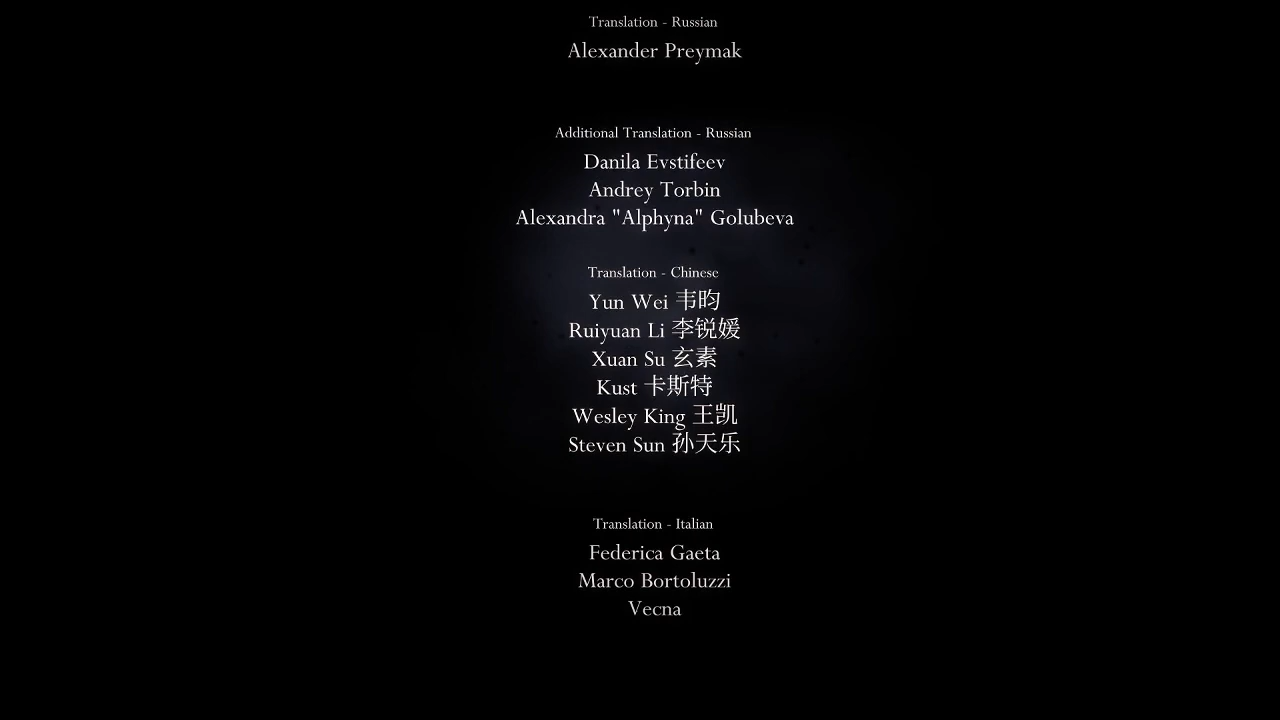 Translation - Russian
Alexander Preymak
Additional Translation - Russian
Danila Evstifeev
Andrey Torbin
Alexandra "Alphyna" Golubeva
Translation - Chinese
Yun Wei 韦昀
Ruiyuan Li 李锐媛
Xuan Su 玄素
Kust 卡斯特
Wesley King 王凯
Steven Sun 孙天乐
Translation - Italian
Federica Gaeta
Marco Bortoluzzi
Vecna